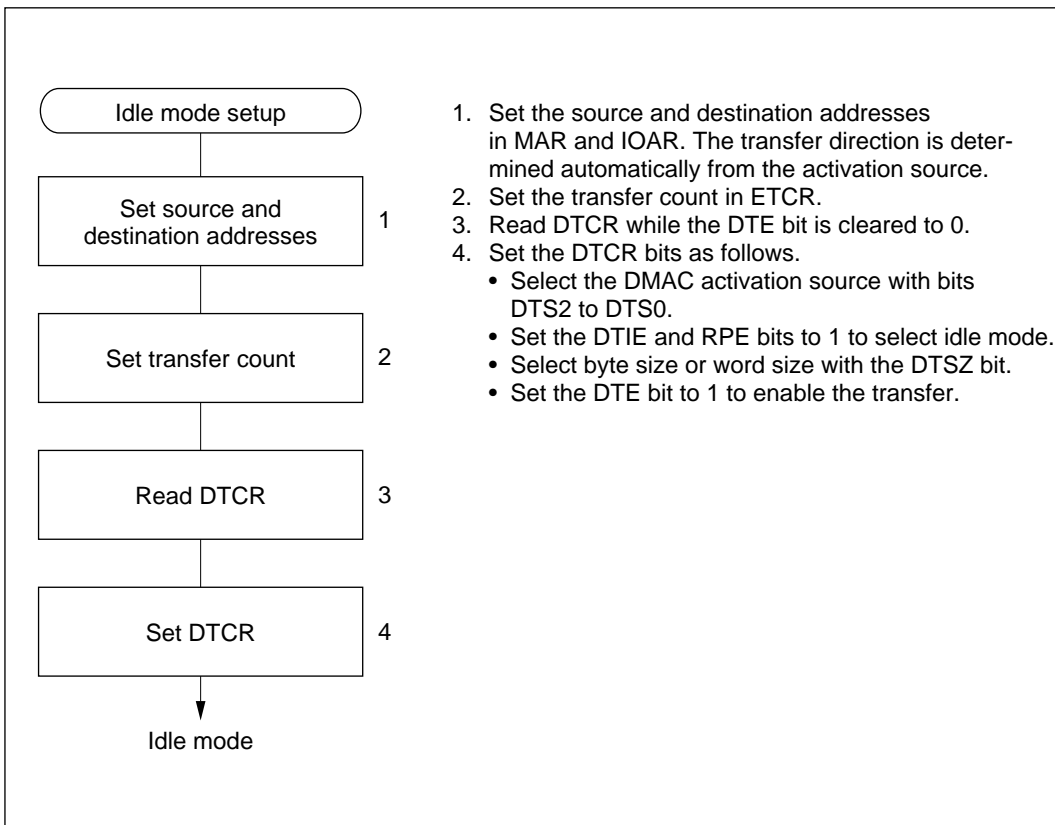 Idle mode setup
Set source and
destination addresses
1
Set transfer count
2
Read DTCR
3
Set DTCR
4
Idle mode
1. Set the source and destination addresses
in MAR and IOAR. The transfer direction is deter-
mined automatically from the activation source.
2. Set the transfer count in ETCR.
3. Read DTCR while the DTE bit is cleared to 0.
4. Set the DTCR bits as follows.
• Select the DMAC activation source with bits
DTS2 to DTS0.
• Set the DTIE and RPE bits to 1 to select idle mode.
• Select byte size or word size with the DTSZ bit.
• Set the DTE bit to 1 to enable the transfer.